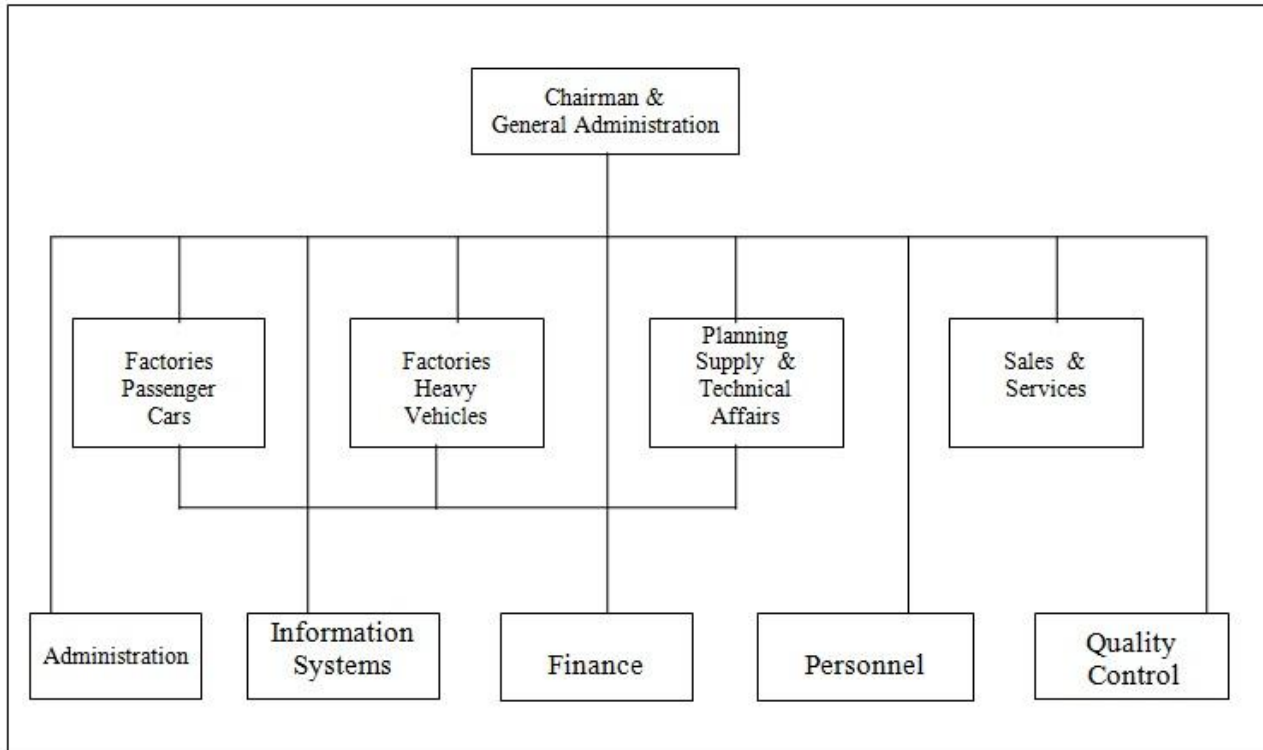 Chairman &
General Administration
Factories
Passenger
Cars
Factories
Heavy
Vehicles
Planning
Supply &
Technical
Affairs
Sales &
Services
Administration
Information
Systems
Finance
Personnel
Quality
Control